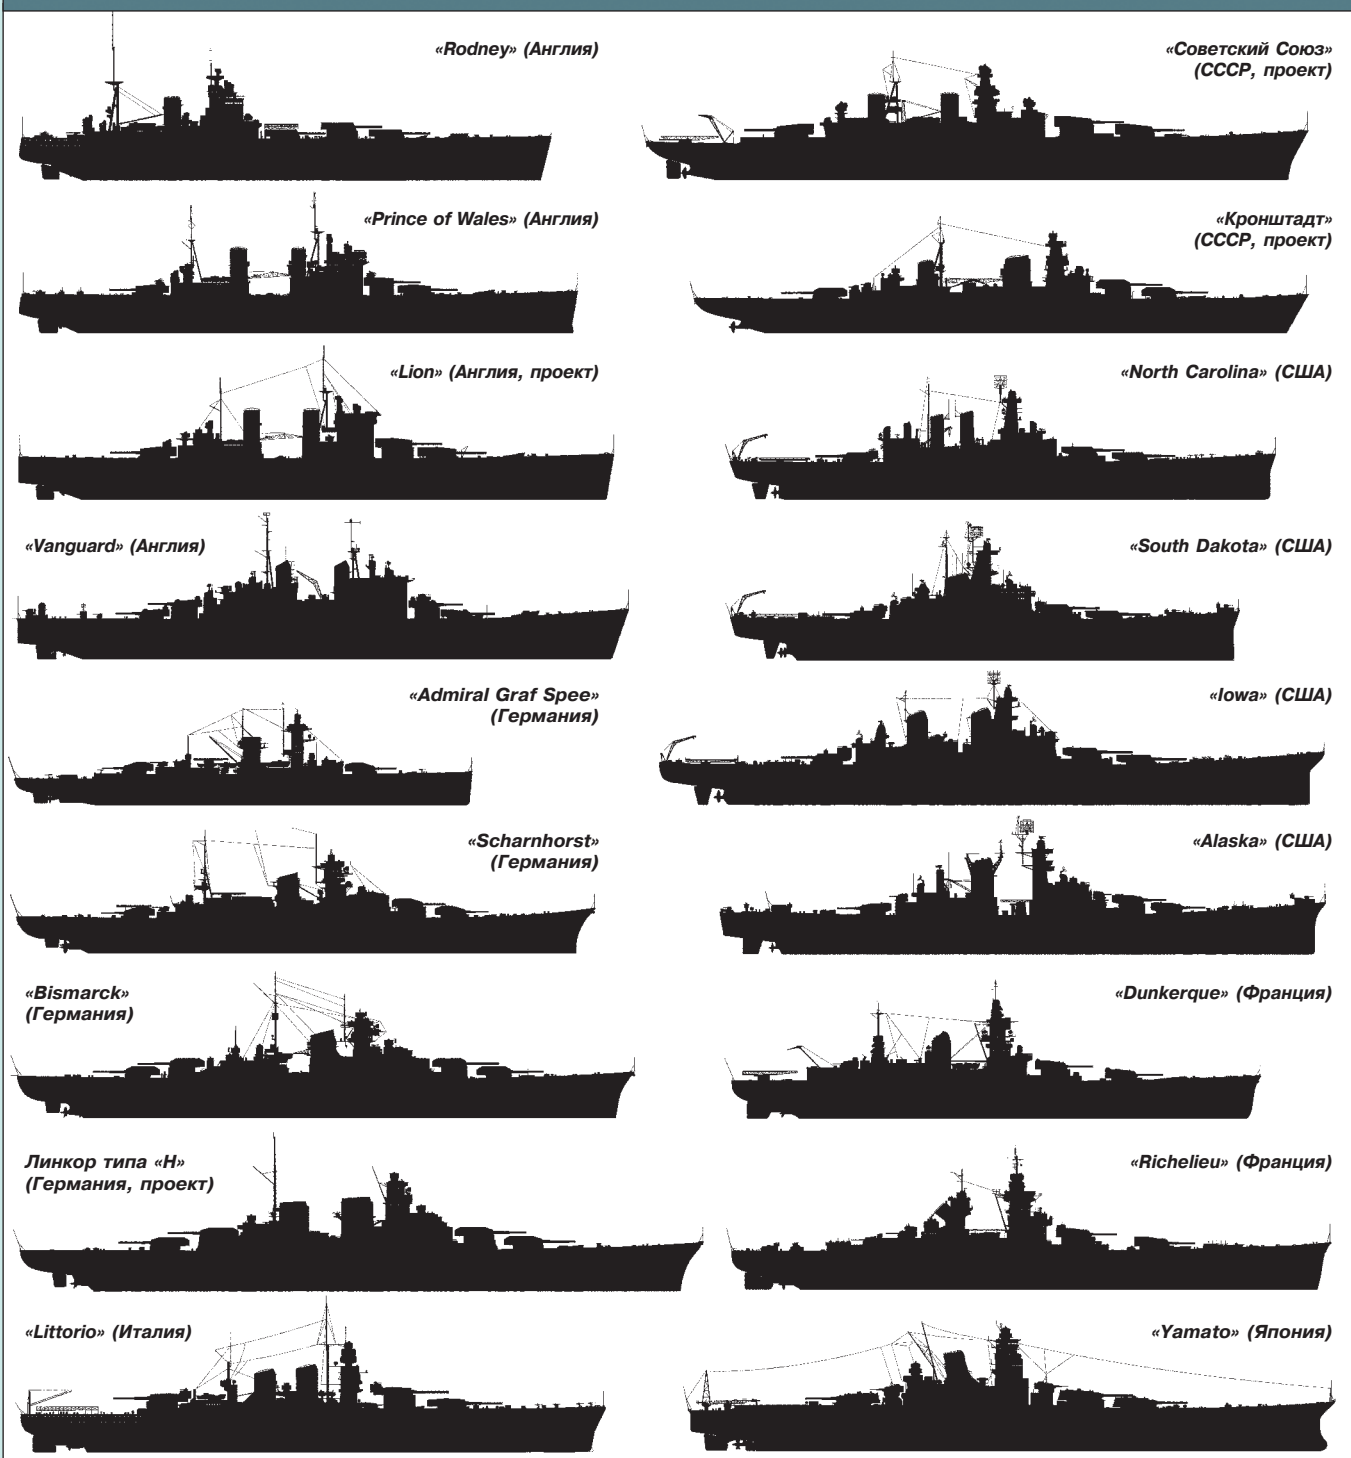 «Rodney» (Англия)
«Советский Союз»
(СССР, проект)
«Prince of Wales» (Англия)
«Кронштадт»
(СССР, проект)
«Lion» (Англия, проект)
«North Carolina» (США)
«Vanguard» (Англия)
«South Dakota» (США)
«Admiral Graf Spee»
(Германия)
«Iowa» (США)
«Scharnhorst»
(Германия)
«Alaska» (США)
«Bismarck»
(Германия)
«Dunkerque» (Франция)
Линкор типа «H»
(Германия, проект)
«Richelieu» (Франция)
«Littorio» (Италия)
«Yamato» (Япония)